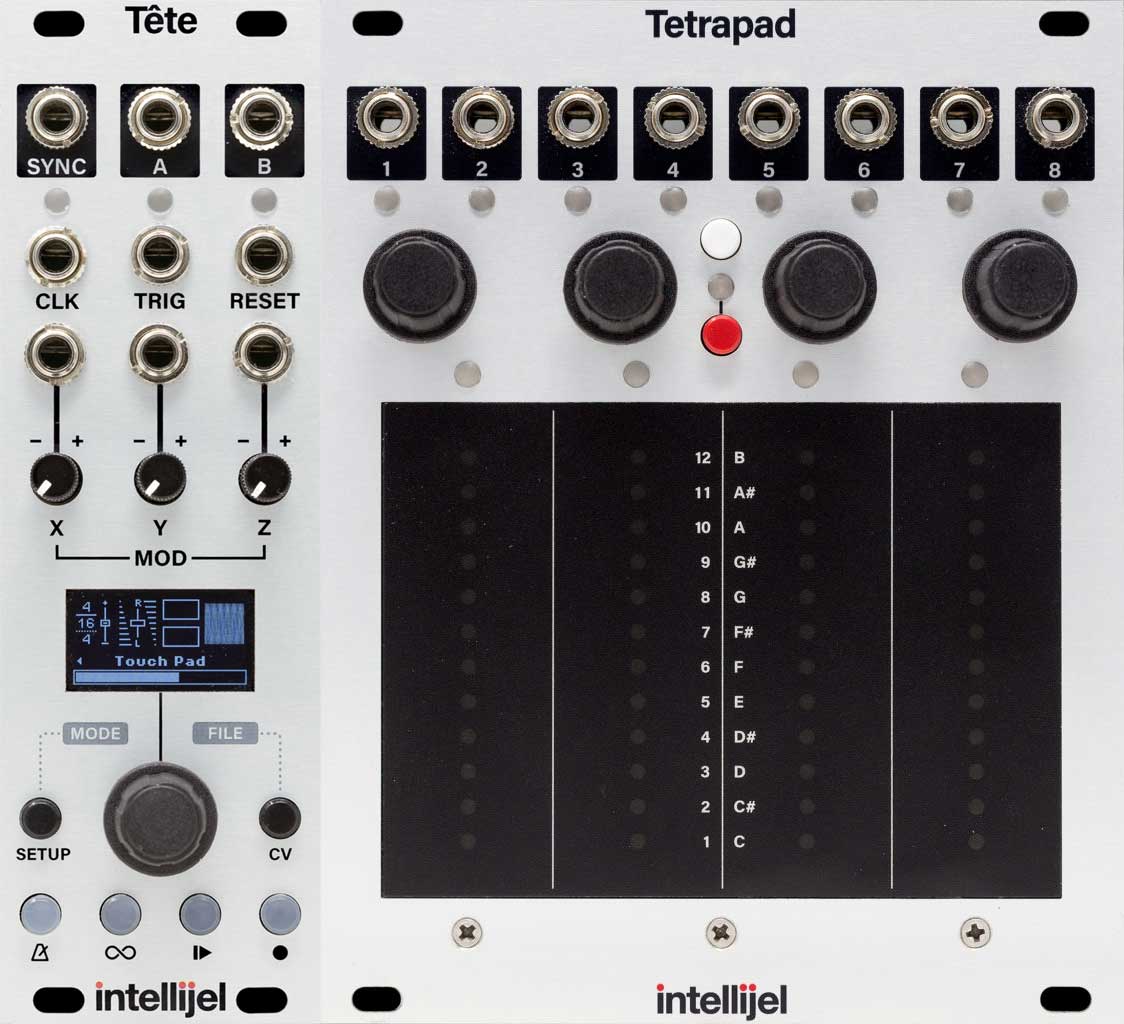 Tête
SYNC A B
CLK TRIG RESET
- + - + - +
X Y Z
MOD
4
16
4
+
-
R
L
Touch Pad
MODE FILE
SETUP CV
intellijel
Tetrapad
1 2 3 4 5 6 7 8
12 B
11 A#
10 A
9 G#
8 G
7 F#
6 F
5 E
4 D#
3 D
2 C#
1 C
intellijel